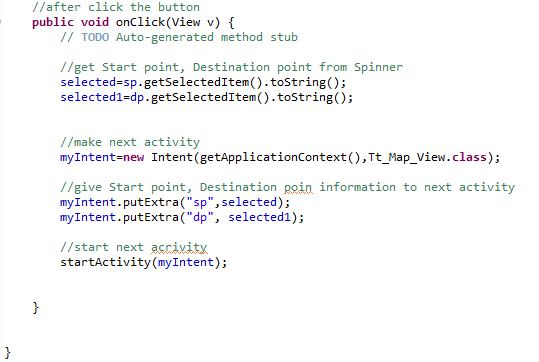 //after click the button
public void onClick(View v) {
// TODO Auto-generated method stub
//get Start point, Destination point from Spinner
selected=sp.getSelectedItem().toString();
selected1=dp.getSelectedItem().toString();
//make next activity
myIntent=new Intent(getApplicationContext(),Tt_Map_View.class);
//give Start point, Destination poin information to next activity
myIntent.putExtra("sp",selected);
myIntent.putExtra("dp", selected1);
//start next acrivity
startActivity(myIntent);
}
}